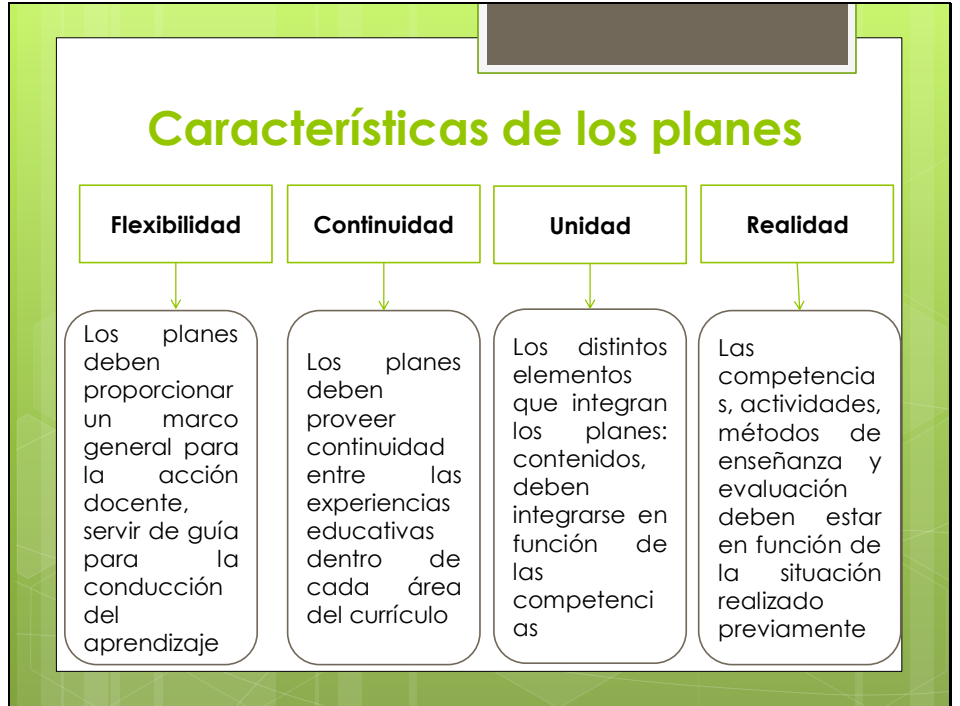 Características de los planes
Flexibilidad
Los planes
deben
proporcionar
un marco
general para
la acción
docente,
servir de guía
para la
conducción
del
aprendizaje
Continuidad
Los planes
deben
proveer
continuidad
entre las
experiencias
educativas
dentro de
cada área
del currículo
Unidad
Los distintos
elementos
que integran
los planes:
contenidos,
deben
integrarse en
función de
las
competenci
as
Realidad
Las
competencia
s, actividades,
métodos de
enseñanza y
evaluación
deben estar
en función de
la situación
realizado
previamente